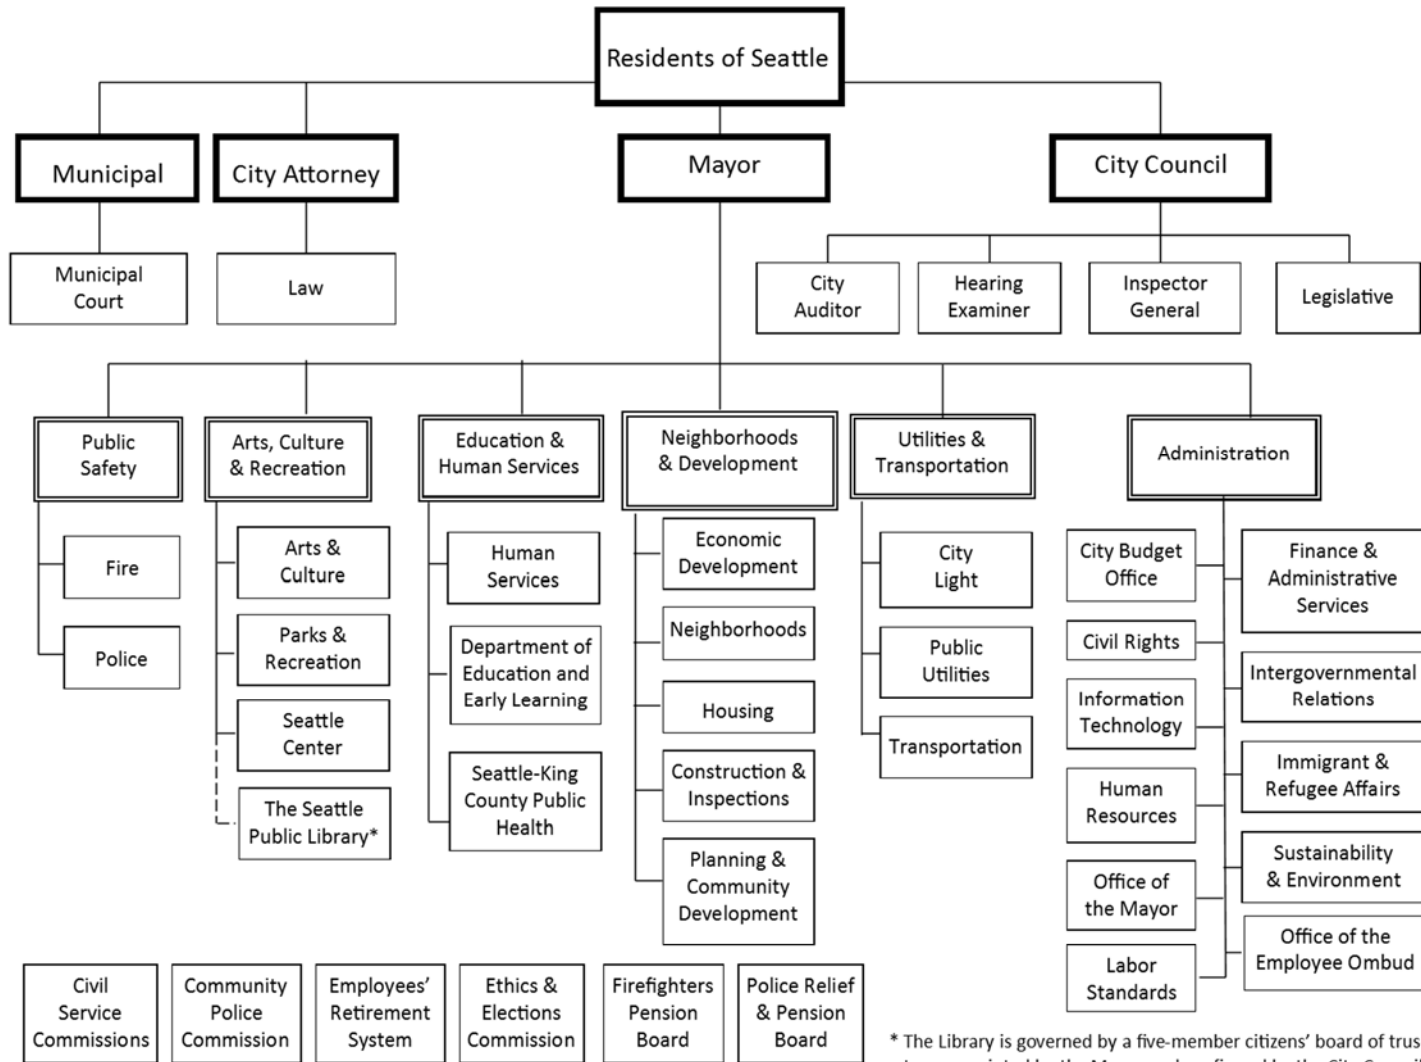 Residents of Seattle
Municipal
City Attorney
Mayor
City Council
Municipal
Court
Law
City
Auditor
Hearing
Examiner
Inspector
General
Legislative
Public
Safety
Arts, Culture
& Recreation
Education &
Human Services
Neighborhoods
& Development
Utilities &
Transportation
Administration
Fire
Police
Arts &
Culture
Parks &
Recreation
Seattle
Center
The Seattle
Public Library*
Human
Services
Department of
Education and
Early Learning
Seattle-King
County Public
Health
Economic
Development
Neighborhoods
Housing
Construction &
Inspections
Planning &
Community
Development
City
Light
Public
Utilities
Transportation
City Budget
Office
Civil Rights
Information
Technology
Human
Resources
Office of
the Mayor
Labor
Standards
Finance &
Administrative
Services
Intergovernmental
Relations
Immigrant &
Refugee Affairs
Sustainability
& Environment
Office of the
Employee Ombud
Civil
Service
Commissions
Community
Police
Commission
Employees’
Retirement
System
Ethics &
Elections
Commission
Firefighters
Pension
Board
Police Relief
& Pension
Board
* The Library is governed by a five-member citizens’ board of trus